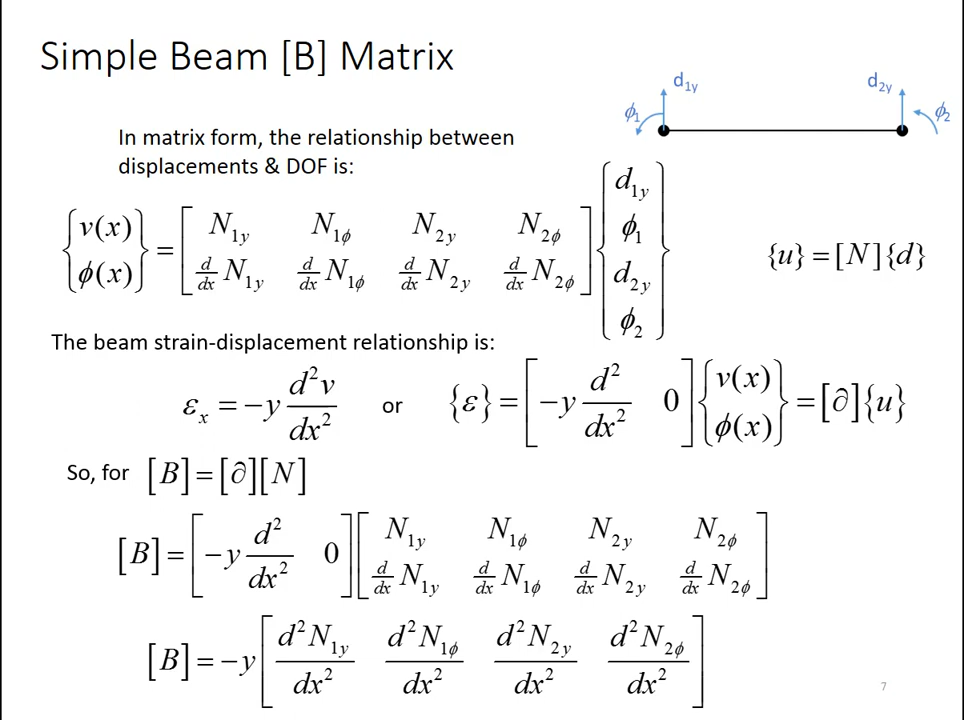 Simple Beam [B] Matrix
d1y d2y
ϕ1 ϕ2
In matrix form, the relationship between
displacements & DOF is:
{v(x) ϕ(x)} = [N1y N1ϕ N2y N2ϕ; d/dx N1y d/dx N1ϕ d/dx N2y d/dx N2ϕ] {d1y ϕ1 d2y ϕ2} {u} = [N]{d}
The beam strain-displacement relationship is:
εx = −y d²v/dx² or {ε} = [−y d²/dx² 0] {v(x) ϕ(x)} = [∂]{u}
So, for [B] = [∂][N]
[B] = [−y d²/dx² 0] [N1y N1ϕ N2y N2ϕ; d/dx N1y d/dx N1ϕ d/dx N2y d/dx N2ϕ]
[B] = −y [d²N1y/dx² d²N1ϕ/dx² d²N2y/dx² d²N2ϕ/dx²]
7